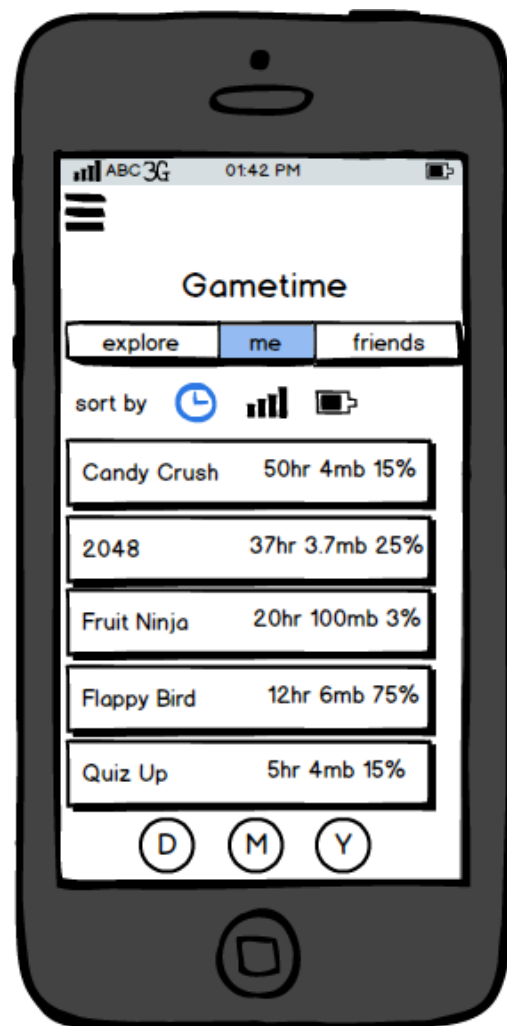 ABC 3G 01:42 PM
Gametime
explore me friends
sort by
Candy Crush 50hr 4mb 15%
2048 37hr 3.7mb 25%
Fruit Ninja 20hr 100mb 3%
Flappy Bird 12hr 6mb 75%
Quiz Up 5hr 4mb 15%
D M Y